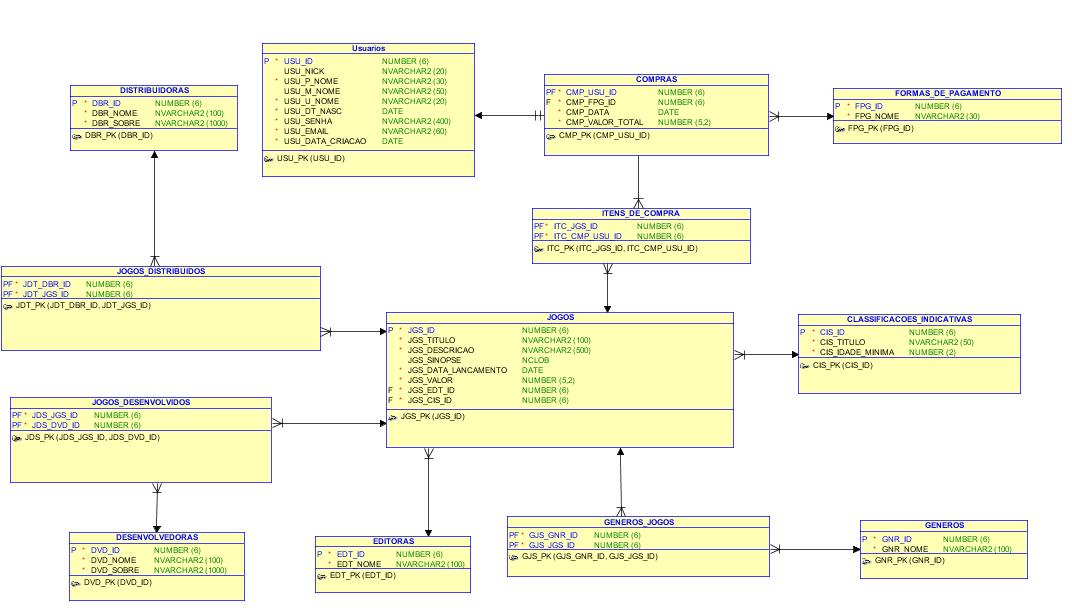 Usuarios
P * USU_ID NUMBER (6)
USU_NICK NVARCHAR2 (20)
* USU_P_NOME NVARCHAR2 (30)
* USU_M_NOME NVARCHAR2 (50)
* USU_U_NOME NVARCHAR2 (20)
* USU_DT_NASC DATE
* USU_SENHA NVARCHAR2 (400)
* USU_EMAIL NVARCHAR2 (60)
* USU_DATA_CRIACAO DATE
USU_PK (USU_ID)
COMPRAS
PF * CMP_USU_ID NUMBER (6)
F * CMP_FPG_ID NUMBER (6)
* CMP_DATA DATE
* CMP_VALOR_TOTAL NUMBER (5,2)
CMP_PK (CMP_USU_ID)
DISTRIBUIDORAS
P * DBR_ID NUMBER (6)
* DBR_NOME NVARCHAR2 (100)
* DBR_SOBRE NVARCHAR2 (1000)
DBR_PK (DBR_ID)
FORMAS_DE_PAGAMENTO
P * FPG_ID NUMBER (6)
* FPG_NOME NVARCHAR2 (30)
FPG_PK (FPG_ID)
ITENS_DE_COMPRA
PF * ITC_JGS_ID NUMBER (6)
PF * ITC_CMP_USU_ID NUMBER (6)
ITC_PK (ITC_JGS_ID, ITC_CMP_USU_ID)
JOGOS_DISTRIBUIDOS
PF * JDT_DBR_ID NUMBER (6)
PF * JDT_JGS_ID NUMBER (6)
JDT_PK (JDT_DBR_ID, JDT_JGS_ID)
JOGOS
P * JGS_ID NUMBER (6)
* JGS_TITULO NVARCHAR2 (100)
* JGS_DESCRICAO NVARCHAR2 (500)
JGS_SINOPSE NCLOB
* JGS_DATA_LANCAMENTO DATE
* JGS_VALOR NUMBER (5,2)
F * JGS_EDT_ID NUMBER (6)
F * JGS_CIS_ID NUMBER (6)
JGS_PK (JGS_ID)
CLASSIFICACOES_INDICATIVAS
P * CIS_ID NUMBER (6)
* CIS_TITULO NVARCHAR2 (50)
* CIS_IDADE_MINIMA NUMBER (2)
CIS_PK (CIS_ID)
JOGOS_DESENVOLVIDOS
PF * JDS_JGS_ID NUMBER (6)
PF * JDS_DVD_ID NUMBER (6)
JDS_PK (JDS_JGS_ID, JDS_DVD_ID)
DESENVOLVEDORAS
P * DVD_ID NUMBER (6)
* DVD_NOME NVARCHAR2 (100)
* DVD_SOBRE NVARCHAR2 (1000)
DVD_PK (DVD_ID)
EDITORAS
P * EDT_ID NUMBER (6)
* EDT_NOME NVARCHAR2 (100)
EDT_PK (EDT_ID)
GENEROS_JOGOS
PF * GJS_GNR_ID NUMBER (6)
PF * GJS_JGS_ID NUMBER (6)
GJS_PK (GJS_GNR_ID, GJS_JGS_ID)
GENEROS
P * GNR_ID NUMBER (6)
* GNR_NOME NVARCHAR2 (100)
GNR_PK (GNR_ID)